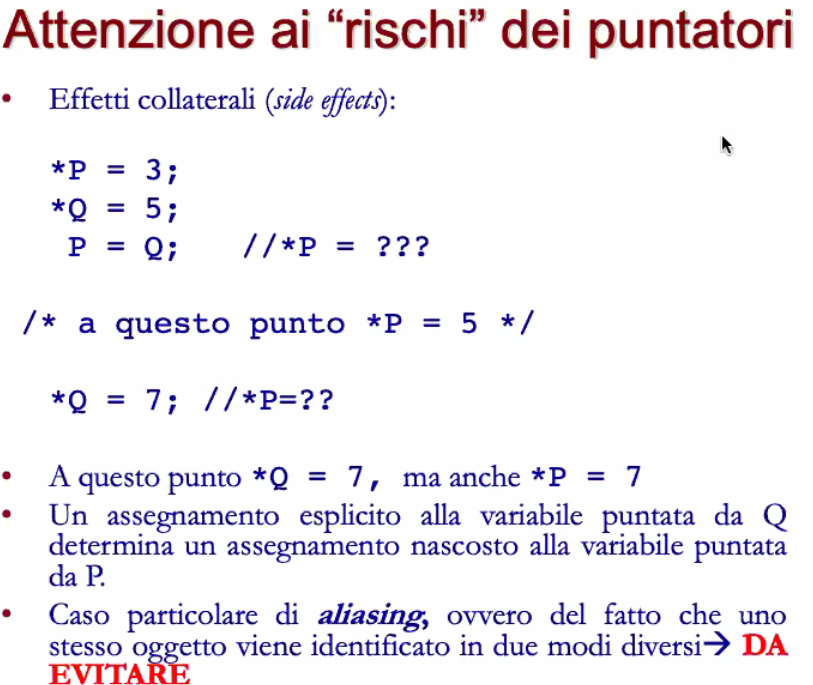 Attenzione ai “rischi” dei puntatori
• Effetti collaterali (side effects):
*P = 3;
*Q = 5;
P = Q; //*P = ???
/* a questo punto *P = 5 */
*Q = 7; //*P=??
• A questo punto *Q = 7, ma anche *P = 7
• Un assegnamento esplicito alla variabile puntata da Q
determina un assegnamento nascosto alla variabile puntata
da P.
• Caso particolare di aliasing, ovvero del fatto che uno
stesso oggetto viene identificato in due modi diversi→ DA
EVITARE